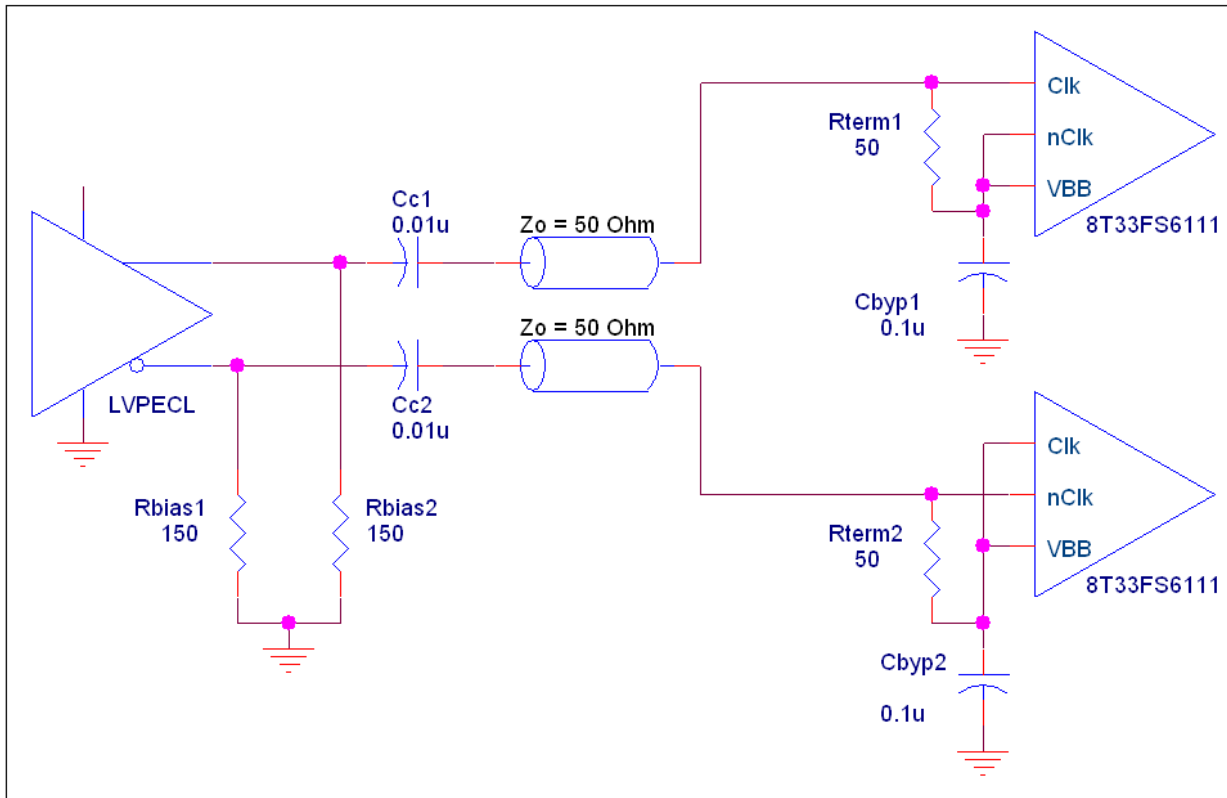 Clk
Rterm1
50
nClk
VBB
8T33FS6111
Cbyp1
0.1u
Cc1
0.01u
Zo = 50 Ohm
Zo = 50 Ohm
LVPECL
Cc2
0.01u
Rbias1
150
Rbias2
150
Clk
nClk
Rterm2
50
VBB
8T33FS6111
Cbyp2
0.1u